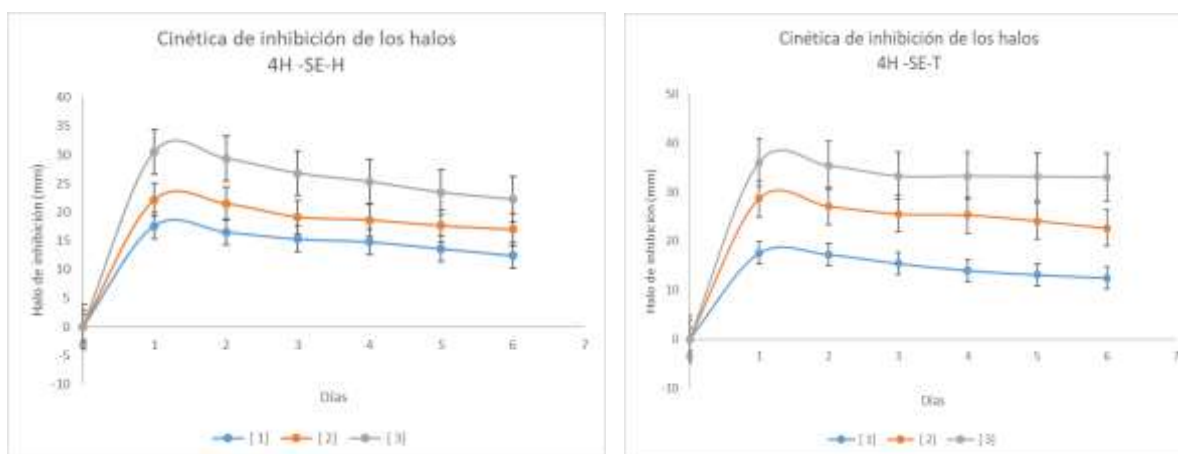 Cinética de inhibición de los halos
4H -SE-H
Halo de inhibición (mm)
40
35
30
25
20
15
10
5
0
-5
-10
0 1 2 3 4 5 6 7
Días
[ 1] [ 2] [ 3]
Cinética de inhibición de los halos
4H -SE-T
Halo de inhibición (mm)
50
40
30
20
10
0
-10
0 1 2 3 4 5 6 7
Días
[ 1] [ 2] [ 3]